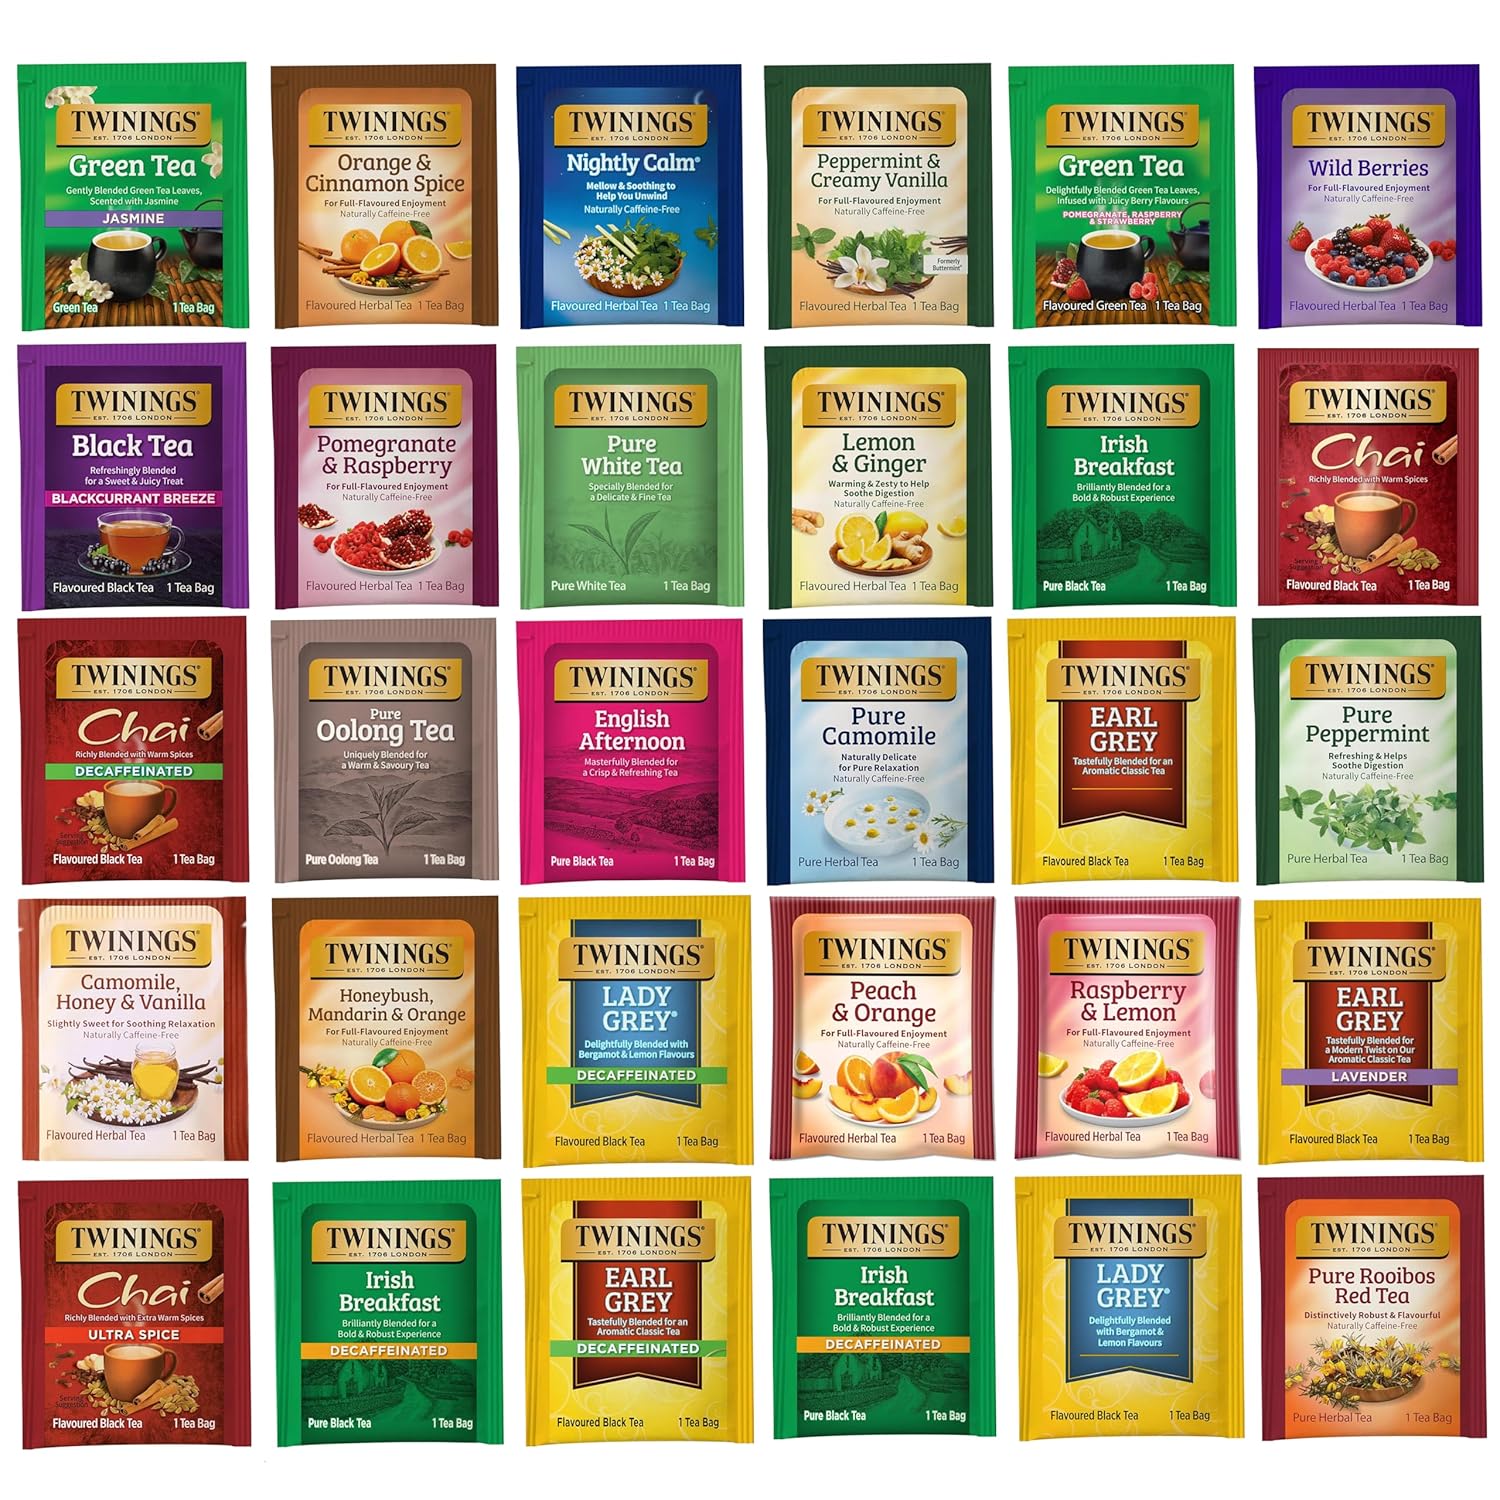 TWININGS®
EST. 1706 LONDON
Green Tea
Gently Blended Green Tea Leaves,
Scented with Jasmine
JASMINE
Green Tea 1 Tea Bag
TWININGS®
EST. 1706 LONDON
Orange &
Cinnamon Spice
For Full-Flavoured Enjoyment
Naturally Caffeine-Free
Flavoured Herbal Tea 1 Tea Bag
TWININGS®
EST. 1706 LONDON
Nightly Calm®
Mellow & Soothing to
Help You Unwind
Naturally Caffeine-Free
Flavoured Herbal Tea 1 Tea Bag
TWININGS®
EST. 1706 LONDON
Peppermint &
Creamy Vanilla
For Full-Flavoured Enjoyment
Naturally Caffeine-Free
Formerly
Buttermint®
Flavoured Herbal Tea 1 Tea Bag
TWININGS®
EST. 1706 LONDON
Green Tea
Delightfully Blended Green Tea Leaves,
Infused with Juicy Berry Flavours
POMEGRANATE, RASPBERRY
& STRAWBERRY
Flavoured Green Tea 1 Tea Bag
TWININGS®
EST. 1706 LONDON
Wild Berries
For Full-Flavoured Enjoyment
Naturally Caffeine-Free
Flavoured Herbal Tea 1 Tea Bag
TWININGS®
EST. 1706 LONDON
Black Tea
Refreshingly Blended
for a Sweet & Juicy Treat
BLACKCURRANT BREEZE
Flavoured Black Tea 1 Tea Bag
TWININGS®
EST. 1706 LONDON
Pomegranate
& Raspberry
For Full-Flavoured Enjoyment
Naturally Caffeine-Free
Flavoured Herbal Tea 1 Tea Bag
TWININGS®
EST. 1706 LONDON
Pure
White Tea
Specially Blended for
a Delicate & Fine Tea
Pure White Tea 1 Tea Bag
TWININGS®
EST. 1706 LONDON
Lemon
& Ginger
Warming & Zesty to Help
Soothe Digestion
Naturally Caffeine-Free
Flavoured Herbal Tea 1 Tea Bag
TWININGS®
EST. 1706 LONDON
Irish
Breakfast
Brilliantly Blended for a
Bold & Robust Experience
Pure Black Tea 1 Tea Bag
TWININGS®
EST. 1706 LONDON
Chai
Richly Blended with Warm Spices
Serving
Suggestion
Flavoured Black Tea 1 Tea Bag
TWININGS®
EST. 1706 LONDON
Chai
Richly Blended with Warm Spices
DECAFFEINATED
Serving
Suggestion
Flavoured Black Tea 1 Tea Bag
TWININGS®
EST. 1706 LONDON
Pure
Oolong Tea
Uniquely Blended for
a Warm & Savoury Tea
Pure Oolong Tea 1 Tea Bag
TWININGS®
EST. 1706 LONDON
English
Afternoon
Masterfully Blended for
a Crisp & Refreshing Tea
Pure Black Tea 1 Tea Bag
TWININGS®
EST. 1706 LONDON
Pure
Camomile
Naturally Delicate
for Pure Relaxation
Naturally Caffeine-Free
Pure Herbal Tea 1 Tea Bag
TWININGS®
EST. 1706 LONDON
EARL
GREY
Tastefully Blended for an
Aromatic Classic Tea
Flavoured Black Tea 1 Tea Bag
TWININGS®
EST. 1706 LONDON
Pure
Peppermint
Refreshing & Helps
Soothe Digestion
Naturally Caffeine-Free
Pure Herbal Tea 1 Tea Bag
TWININGS®
EST. 1706 LONDON
Camomile,
Honey & Vanilla
Slightly Sweet for Soothing Relaxation
Naturally Caffeine-Free
Flavoured Herbal Tea 1 Tea Bag
TWININGS®
EST. 1706 LONDON
Honeybush,
Mandarin & Orange
For Full-Flavoured Enjoyment
Naturally Caffeine-Free
Flavoured Herbal Tea 1 Tea Bag
TWININGS®
EST. 1706 LONDON
LADY
GREY®
Delightfully Blended with
Bergamot & Lemon Flavours
DECAFFEINATED
Flavoured Black Tea 1 Tea Bag
TWININGS®
EST. 1706 LONDON
Peach
& Orange
For Full-Flavoured Enjoyment
Naturally Caffeine-Free
Flavoured Herbal Tea 1 Tea Bag
TWININGS®
EST. 1706 LONDON
Raspberry
& Lemon
For Full-Flavoured Enjoyment
Naturally Caffeine-Free
Flavoured Herbal Tea 1 Tea Bag
TWININGS®
EST. 1706 LONDON
EARL
GREY
Tastefully Blended for
a Modern Twist on Our
Aromatic Classic Tea
LAVENDER
Flavoured Black Tea 1 Tea Bag
TWININGS®
EST. 1706 LONDON
Chai
Richly Blended with Extra Warm Spices
ULTRA SPICE
Serving
Suggestion
Flavoured Black Tea 1 Tea Bag
TWININGS®
EST. 1706 LONDON
Irish
Breakfast
Brilliantly Blended for a
Bold & Robust Experience
DECAFFEINATED
Pure Black Tea 1 Tea Bag
TWININGS®
EST. 1706 LONDON
EARL
GREY
Tastefully Blended for an
Aromatic Classic Tea
DECAFFEINATED
Flavoured Black Tea 1 Tea Bag
TWININGS®
EST. 1706 LONDON
Irish
Breakfast
Brilliantly Blended for a
Bold & Robust Experience
DECAFFEINATED
Pure Black Tea 1 Tea Bag
TWININGS®
EST. 1706 LONDON
LADY
GREY®
Delightfully Blended
with Bergamot &
Lemon Flavours
Flavoured Black Tea 1 Tea Bag
TWININGS®
EST. 1706 LONDON
Pure Rooibos
Red Tea
Distinctively Robust & Flavourful
Naturally Caffeine-Free
Pure Herbal Tea 1 Tea Bag